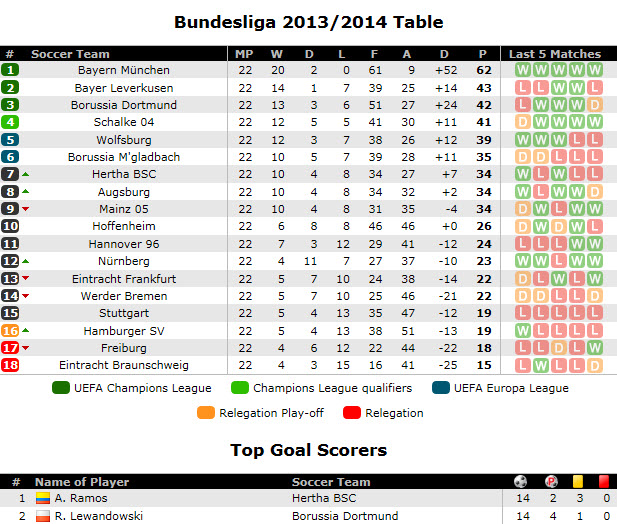 Bundesliga 2013/2014 Table
# Soccer Team MP W D L F A D P Last 5 Matches
1 Bayern München 22 20 2 0 61 9 +52 62 W W W W W
2 Bayer Leverkusen 22 14 1 7 39 25 +14 43 L L W W L
3 Borussia Dortmund 22 13 3 6 51 27 +24 42 L W W W D
4 Schalke 04 22 12 5 5 41 30 +11 41 D W W W W
5 Wolfsburg 22 12 3 7 38 26 +12 39 W W W L L
6 Borussia M'gladbach 22 10 5 7 39 28 +11 35 D D L L L
7 Hertha BSC 22 10 4 8 34 27 +7 34 W L W L L
8 Augsburg 22 10 4 8 34 32 +2 34 W L W W D
9 Mainz 05 22 10 4 8 31 35 -4 34 D W L W W
10 Hoffenheim 22 6 8 8 46 46 +0 26 D W D W L
11 Hannover 96 22 7 3 12 29 41 -12 24 L L L W W
12 Nürnberg 22 4 11 7 27 37 -10 23 W W L W W
13 Eintracht Frankfurt 22 5 7 10 24 38 -14 22 D L W L W
14 Werder Bremen 22 5 7 10 25 46 -21 22 D D L L D
15 Stuttgart 22 5 4 13 35 47 -12 19 L L L L L
16 Hamburger SV 22 5 4 13 38 51 -13 19 W L L L L
17 Freiburg 22 4 6 12 22 44 -22 18 L L D L W
18 Eintracht Braunschweig 22 4 3 15 16 41 -25 15 L W L L D
UEFA Champions League Champions League qualifiers UEFA Europa League
Relegation Play-off Relegation
Top Goal Scorers
# Name of Player Soccer Team P
1 A. Ramos Hertha BSC 14 2 3 0
2 R. Lewandowski Borussia Dortmund 14 4 1 0